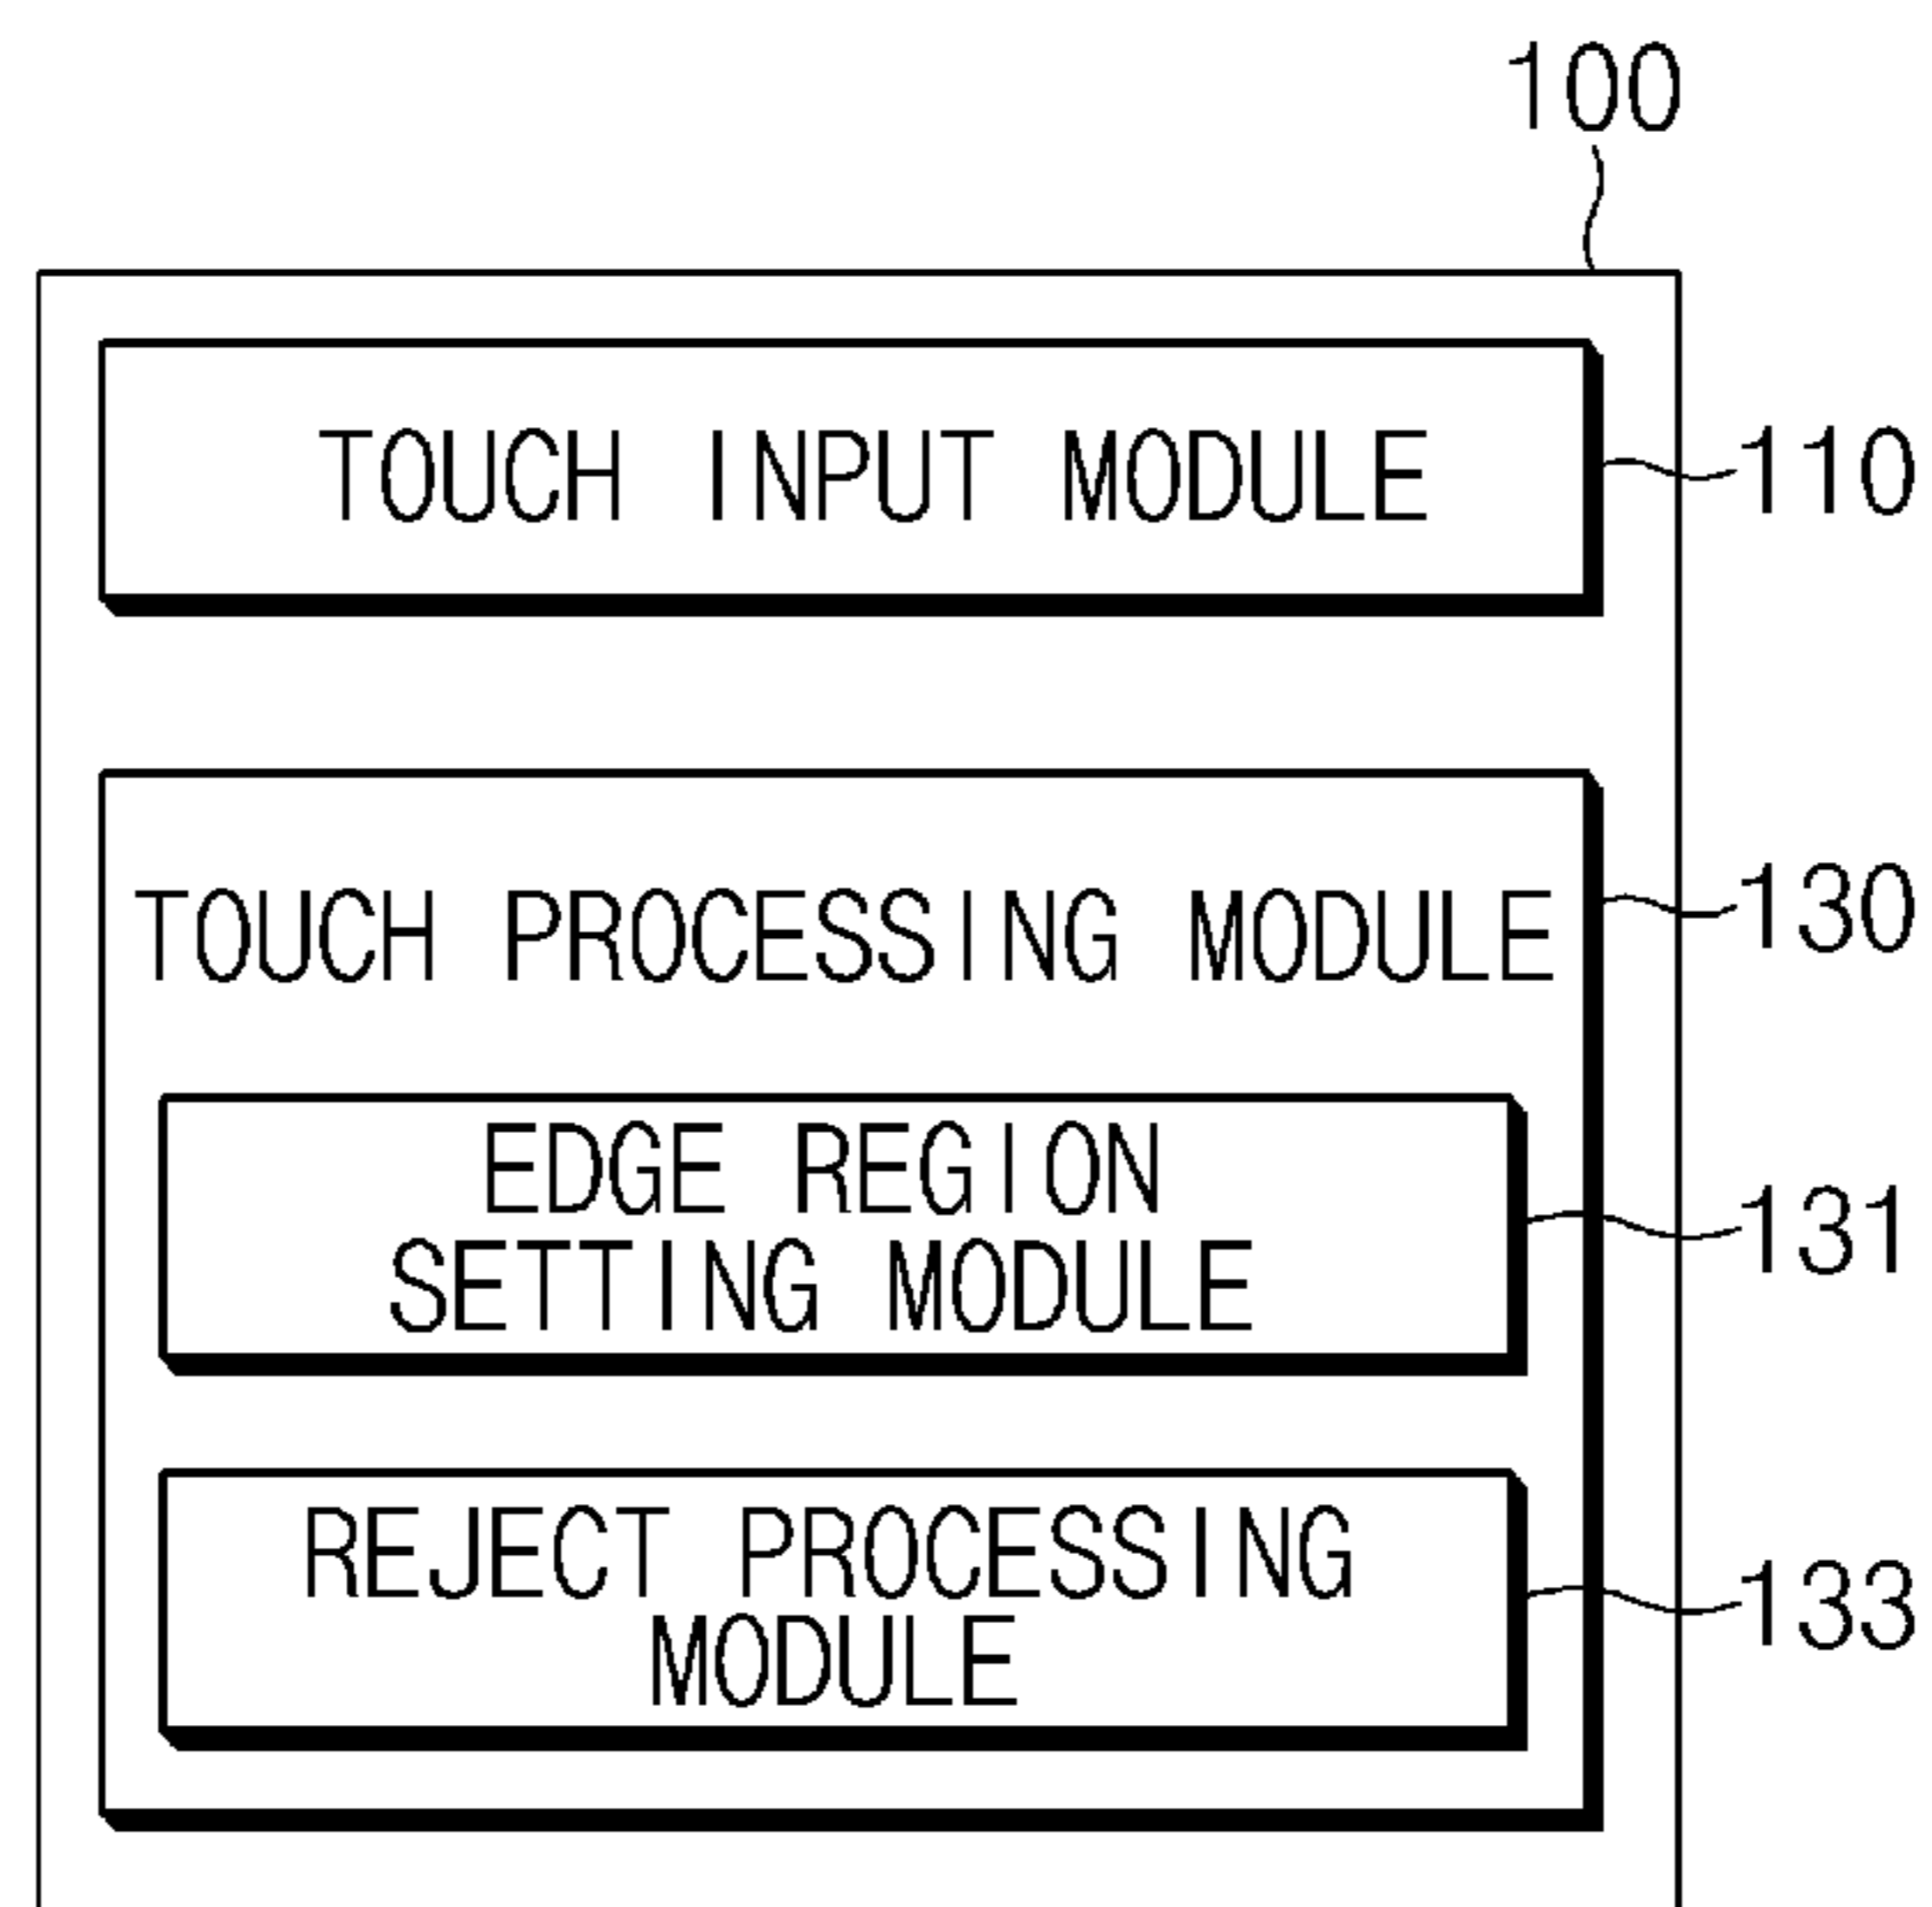 100
TOUCH INPUT MODULE
110
TOUCH PROCESSING MODULE
130
EDGE REGION
SETTING MODULE
131
REJECT PROCESSING
MODULE
133